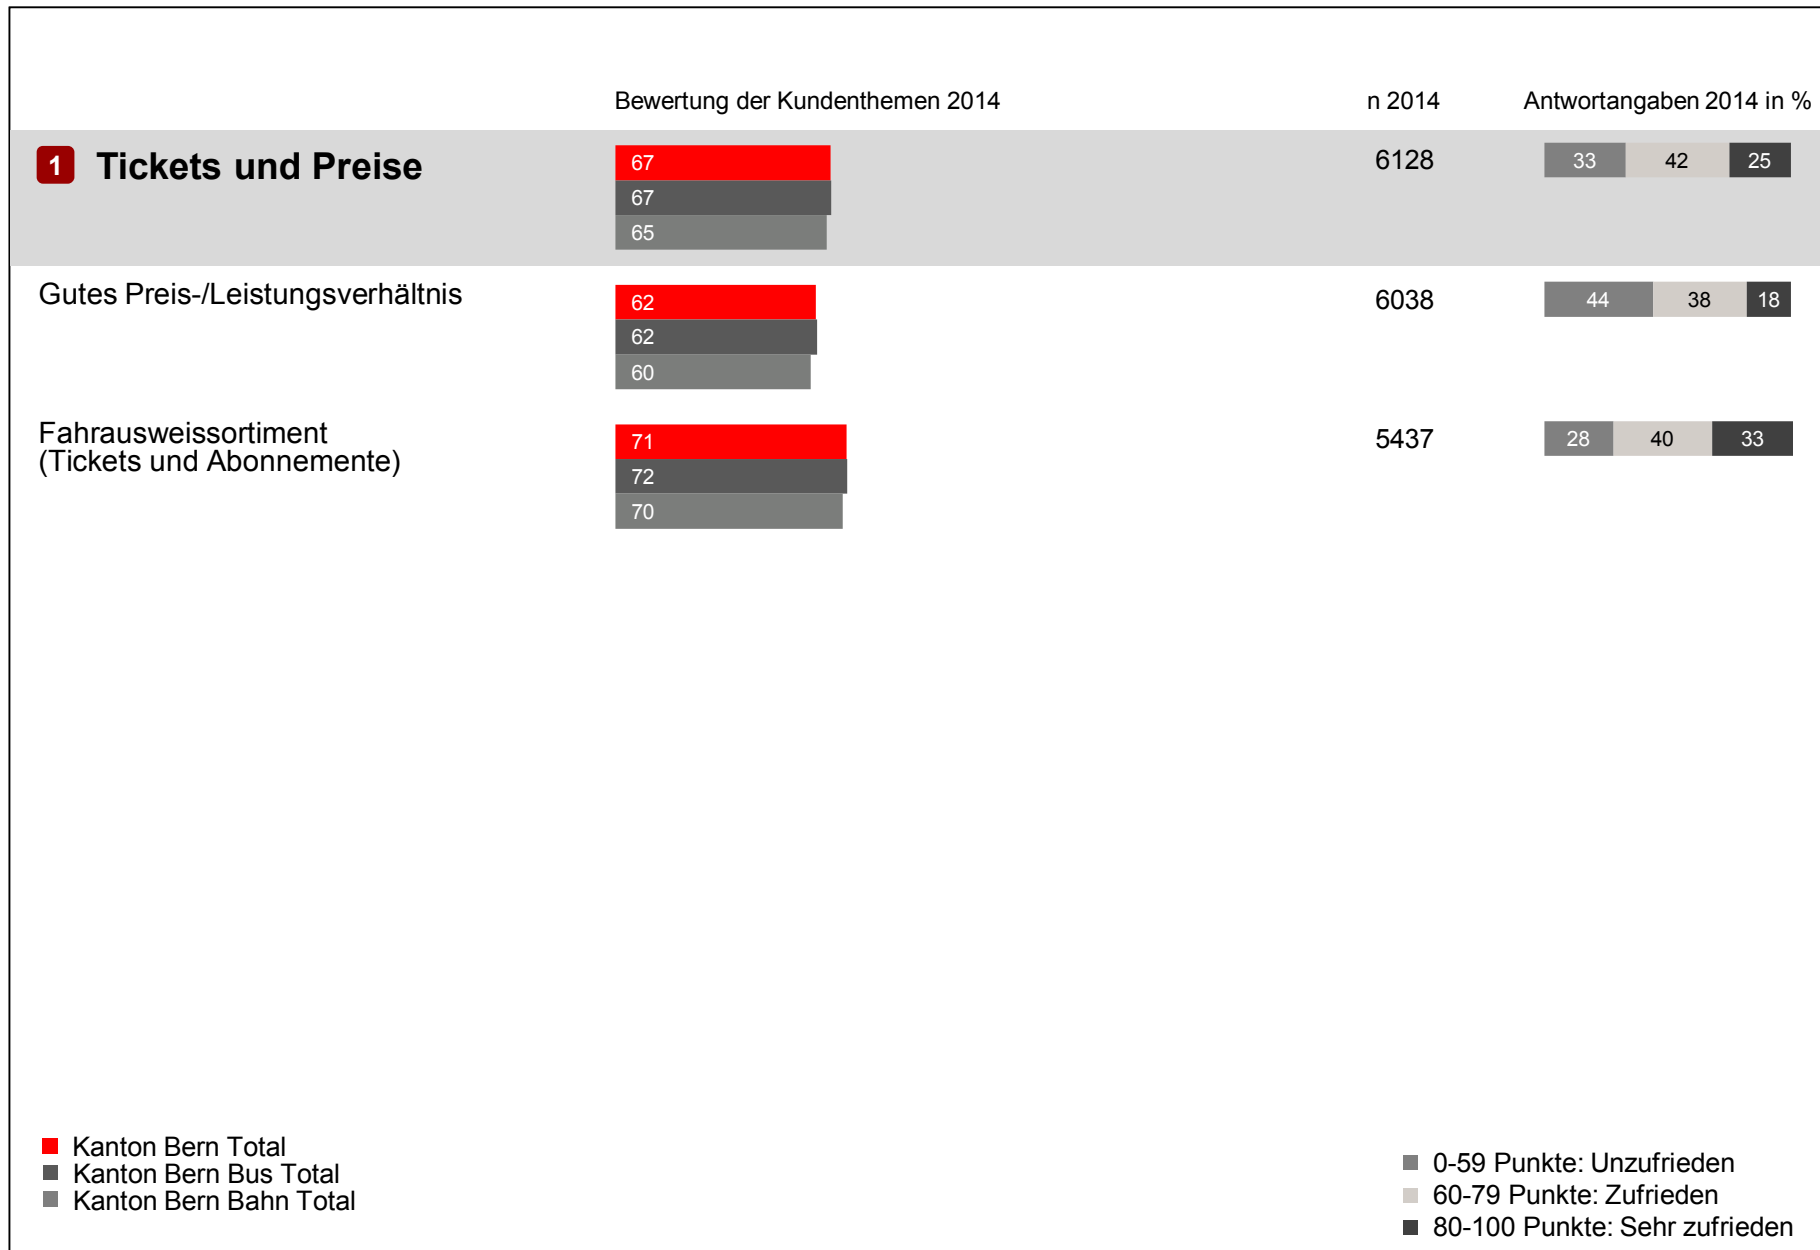 Bewertung der Kundenthemen 2014 n 2014 Antwortangaben 2014 in %
1 Tickets und Preise 67 6128 33 42 25
67
65
Gutes Preis-/Leistungsverhältnis 62 6038 44 38 18
62
60
Fahrausweissortiment 71 5437 28 40 33
(Tickets und Abonnemente)
72
70
Kanton Bern Total
Kanton Bern Bus Total
Kanton Bern Bahn Total
0-59 Punkte: Unzufrieden
60-79 Punkte: Zufrieden
80-100 Punkte: Sehr zufrieden